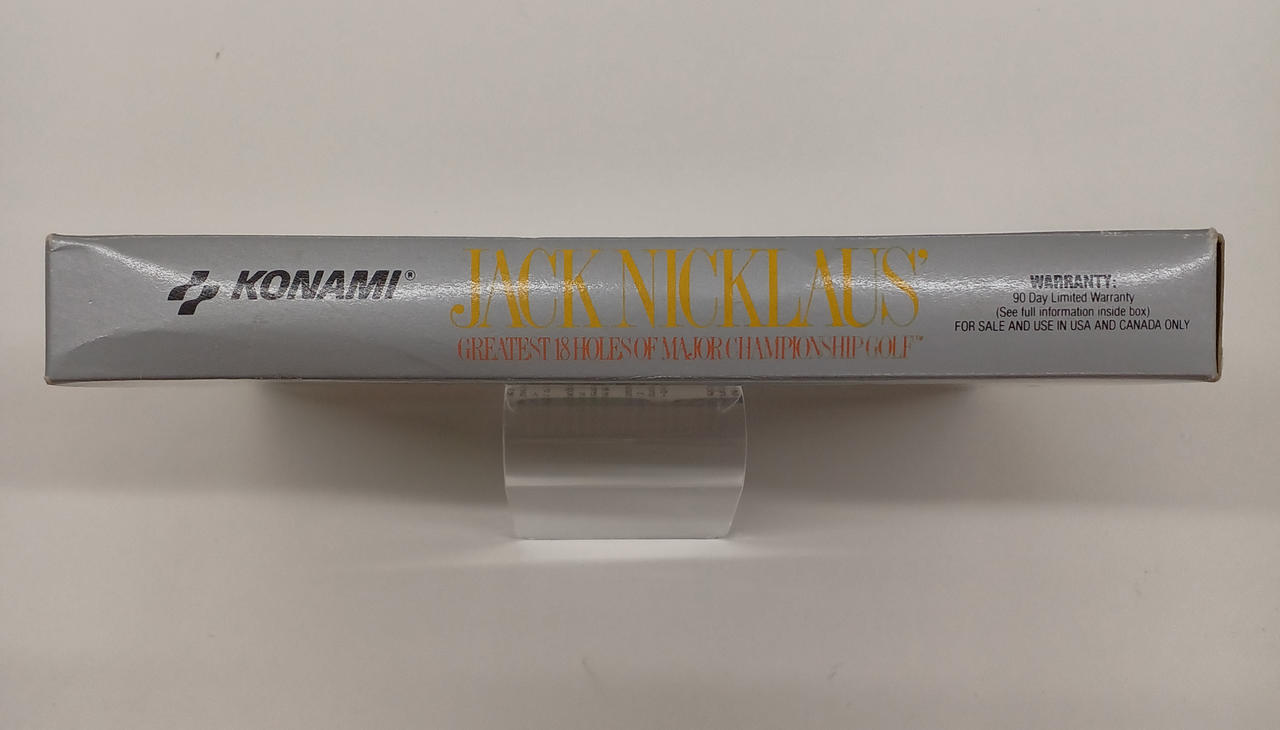 KONAMI®
JACK NICKLAUS'
GREATEST 18 HOLES OF MAJOR CHAMPIONSHIP GOLF™
WARRANTY:
90 Day Limited Warranty
(See full information inside box)
FOR SALE AND USE IN USA AND CANADA ONLY